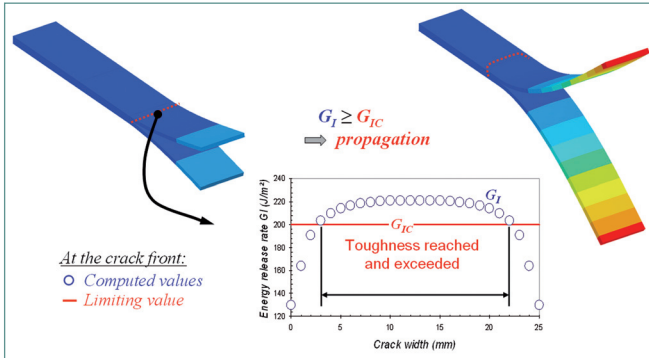 G_I ≥ G_IC
propagation
At the crack front:
Computed values
Limiting value
Energy release rate GI (J/m²)
240
220
200
180
160
140
120
G_I
G_IC
Toughness reached
and exceeded
0
5
10
15
20
25
Crack width (mm)